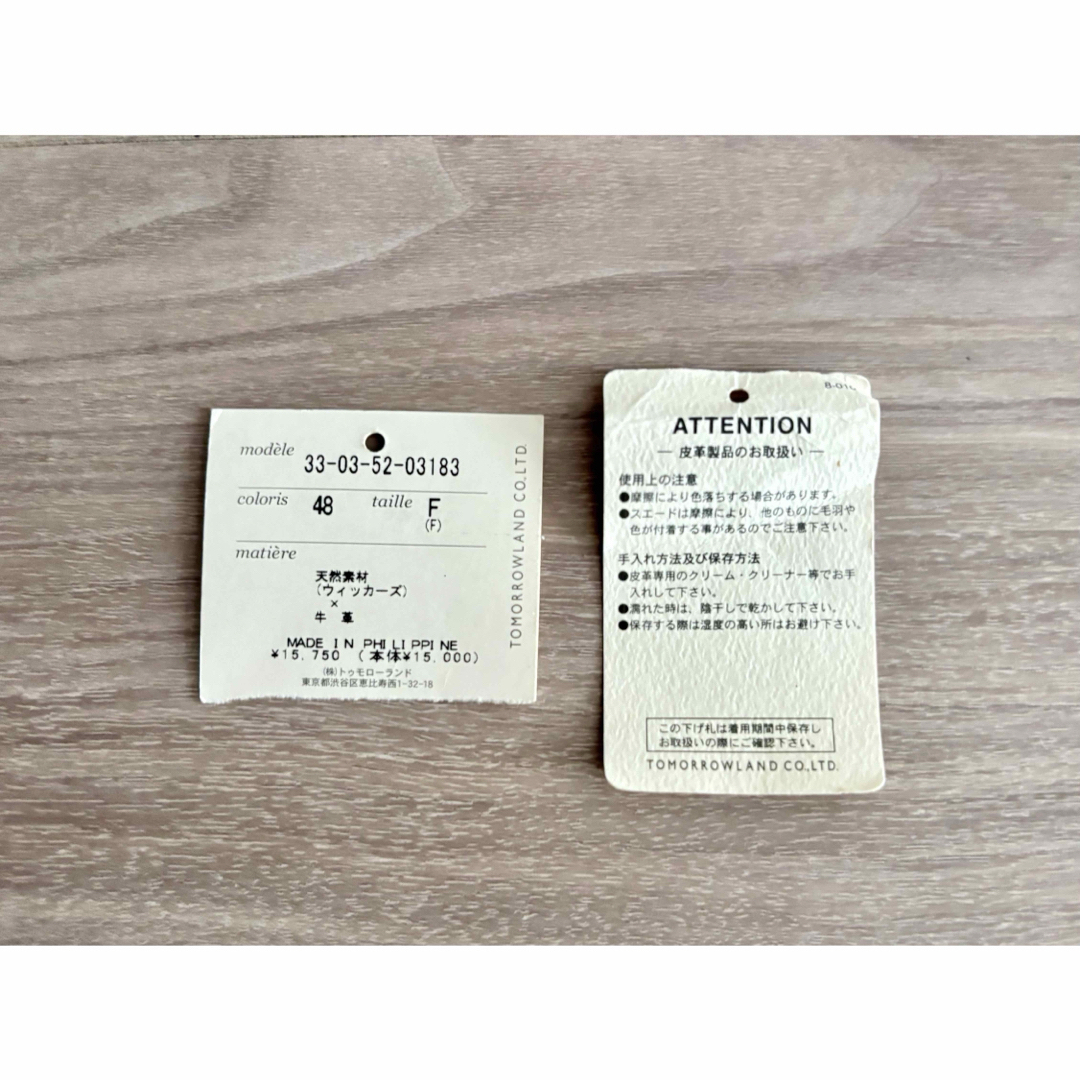 modèle 33-03-52-03183
coloris 48 taille F
(F)
matière
天然素材
(ウィッカーズ)
×
牛 革
MADE IN PHILIPPINE
¥15,750 (本体¥15,000)
(株)トゥモローランド
東京都渋谷区恵比寿西1-32-18
TOMORROWLAND CO.,LTD.
ATTENTION
― 皮革製品のお取扱い ―
使用上の注意
●摩擦により色落ちする場合があります。
●スエードは摩擦により、他のものに毛羽や
色が付着する事があるのでご注意下さい。
手入れ方法及び保存方法
●皮革専用のクリーム・クリーナー等でお手
入れして下さい。
●濡れた時は、陰干しで乾かして下さい。
●保存する際は湿度の高い所はお避け下さい。
この下げ札は着用期間中保存し
お取扱いの際にご確認下さい。
TOMORROWLAND CO.,LTD.